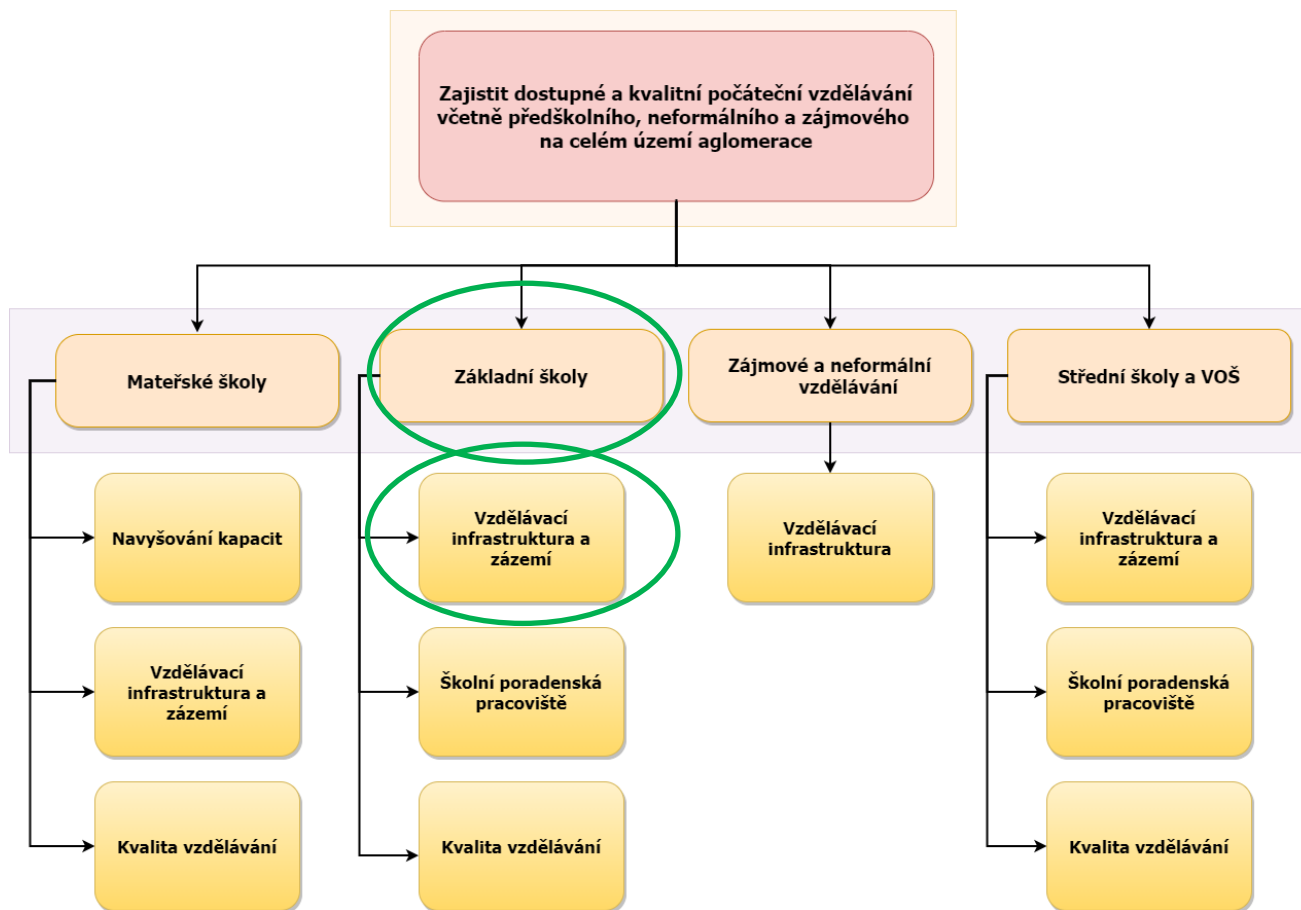 Zajistit dostupné a kvalitní počáteční vzdělávání
včetně předškolního, neformálního a zájmového
na celém území aglomerace
Mateřské školy
Základní školy
Zájmové a neformální
vzdělávání
Střední školy a VOŠ
Navyšování kapacit
Vzdělávací
infrastruktura a
zázemí
Kvalita vzdělávání
Vzdělávací
infrastruktura a
zázemí
Školní poradenská
pracoviště
Kvalita vzdělávání
Vzdělávací
infrastruktura
Vzdělávací
infrastruktura a
zázemí
Školní poradenská
pracoviště
Kvalita vzdělávání